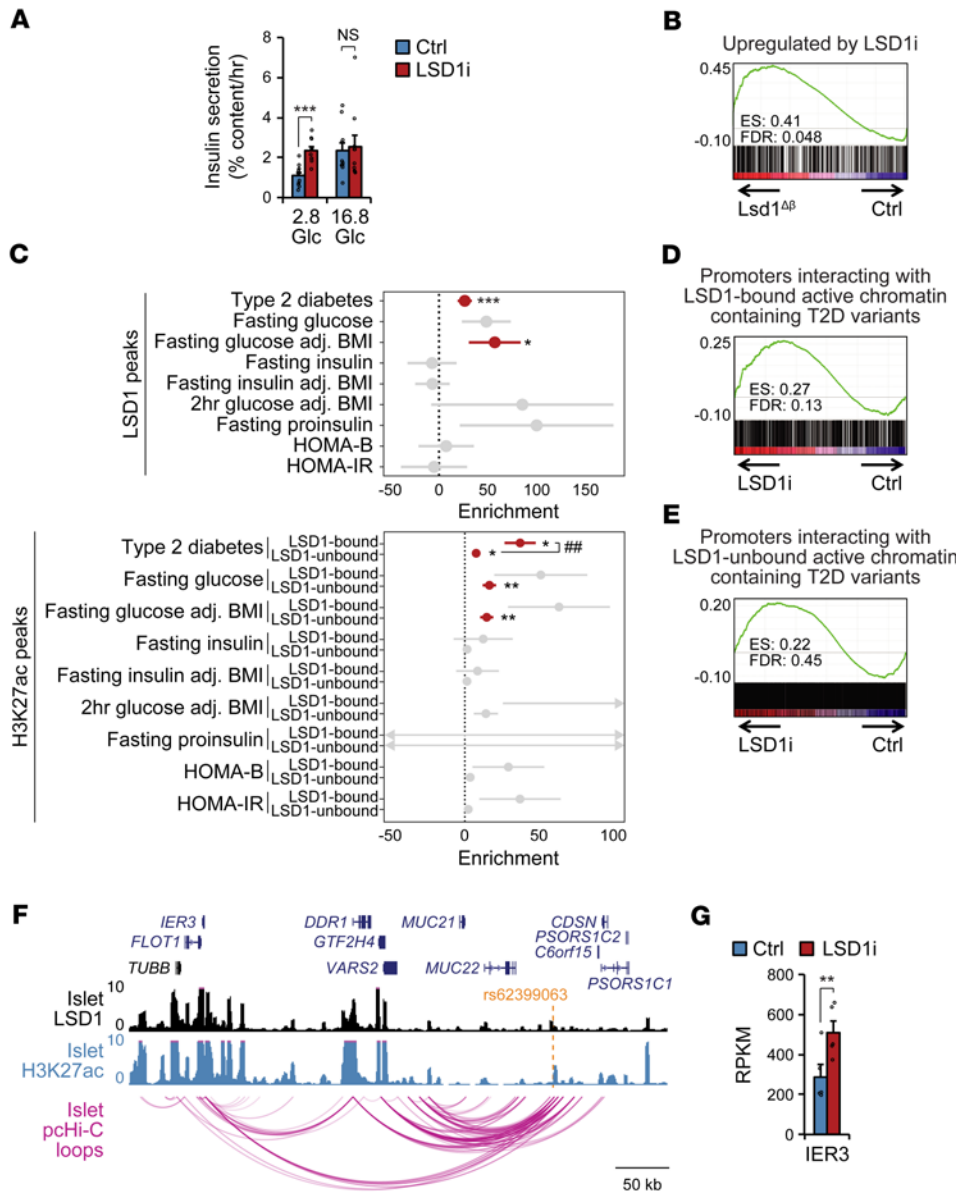 A
Insulin secretion
(% content/hr)
8
6
4
2
0
NS
***
Ctrl
LSD1i
2.8
Glc
16.8
Glc
B
Upregulated by LSD1i
0.45
-0.10
ES: 0.41
FDR: 0.048
Lsd1Δβ
Ctrl
C
LSD1 peaks
Type 2 diabetes
Fasting glucose
Fasting glucose adj. BMI
Fasting insulin
Fasting insulin adj. BMI
2hr glucose adj. BMI
Fasting proinsulin
HOMA-B
HOMA-IR
***
*
-50 0 50 100 150
Enrichment
H3K27ac peaks
Type 2 diabetes
LSD1-bound
LSD1-unbound
* ##
*
Fasting glucose
LSD1-bound
LSD1-unbound
**
Fasting glucose adj. BMI
LSD1-bound
LSD1-unbound
**
Fasting insulin
LSD1-bound
LSD1-unbound
Fasting insulin adj. BMI
LSD1-bound
LSD1-unbound
2hr glucose adj. BMI
LSD1-bound
LSD1-unbound
Fasting proinsulin
LSD1-bound
LSD1-unbound
HOMA-B
LSD1-bound
LSD1-unbound
HOMA-IR
LSD1-bound
LSD1-unbound
-50 0 50 100
Enrichment
D
Promoters interacting with
LSD1-bound active chromatin
containing T2D variants
0.25
-0.10
ES: 0.27
FDR: 0.13
LSD1i
Ctrl
E
Promoters interacting with
LSD1-unbound active chromatin
containing T2D variants
0.20
-0.10
ES: 0.22
FDR: 0.45
LSD1i
Ctrl
F
IER3
DDR1
MUC21
CDSN
FLOT1
GTF2H4
PSORS1C2
C6orf15
TUBB
VARS2
MUC22
PSORS1C1
rs62399063
Islet
LSD1
10
0
Islet
H3K27ac
10
0
Islet
pcHi-C
loops
50 kb
G
Ctrl
LSD1i
RPKM
800
600
400
200
0
**
IER3